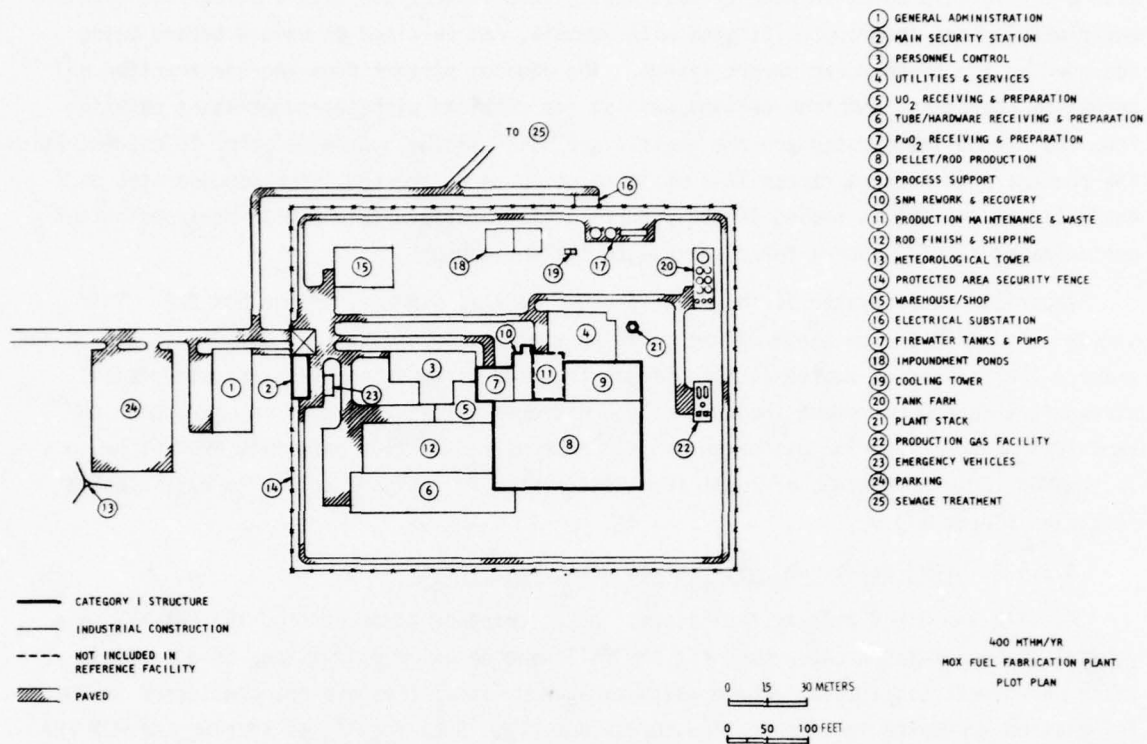 ① GENERAL ADMINISTRATION
② MAIN SECURITY STATION
③ PERSONNEL CONTROL
④ UTILITIES & SERVICES
⑤ UO₂ RECEIVING & PREPARATION
⑥ TUBE/HARDWARE RECEIVING & PREPARATION
⑦ PuO₂ RECEIVING & PREPARATION
⑧ PELLET/ROD PRODUCTION
⑨ PROCESS SUPPORT
⑩ SNM REWORK & RECOVERY
⑪ PRODUCTION MAINTENANCE & WASTE
⑫ ROD FINISH & SHIPPING
⑬ METEOROLOGICAL TOWER
⑭ PROTECTED AREA SECURITY FENCE
⑮ WAREHOUSE/SHOP
⑯ ELECTRICAL SUBSTATION
⑰ FIREWATER TANKS & PUMPS
⑱ IMPOUNDMENT PONDS
⑲ COOLING TOWER
⑳ TANK FARM
㉑ PLANT STACK
㉒ PRODUCTION GAS FACILITY
㉓ EMERGENCY VEHICLES
㉔ PARKING
㉕ SEWAGE TREATMENT
TO ㉕
⑯
⑮
⑱
⑲
⑰
⑳
⑩
④
㉑
①
②
㉓
③
⑦
⑪
⑨
㉔
⑤
㉒
⑫
⑧
⑭
⑥
⑬
CATEGORY I STRUCTURE
INDUSTRIAL CONSTRUCTION
NOT INCLUDED IN
REFERENCE FACILITY
PAVED
400 MTHM/YR
MOX FUEL FABRICATION PLANT
PLOT PLAN
0 15 30 METERS
0 50 100 FEET